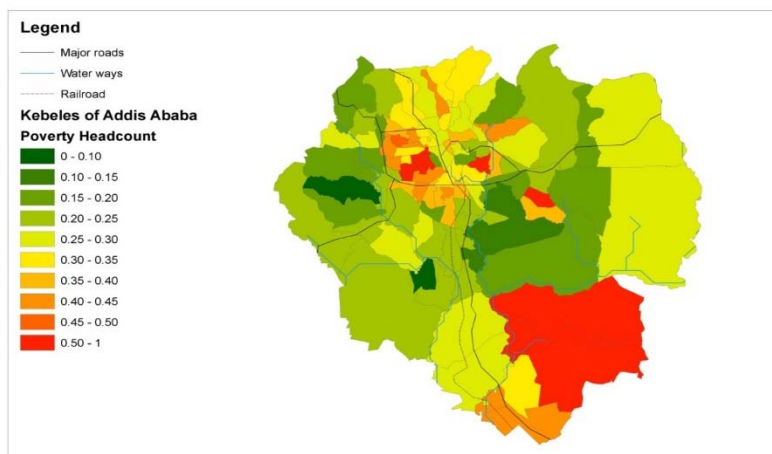 Legend
Major roads
Water ways
Railroad
Kebeles of Addis Ababa
Poverty Headcount
0 - 0.10
0.10 - 0.15
0.15 - 0.20
0.20 - 0.25
0.25 - 0.30
0.30 - 0.35
0.35 - 0.40
0.40 - 0.45
0.45 - 0.50
0.50 - 1